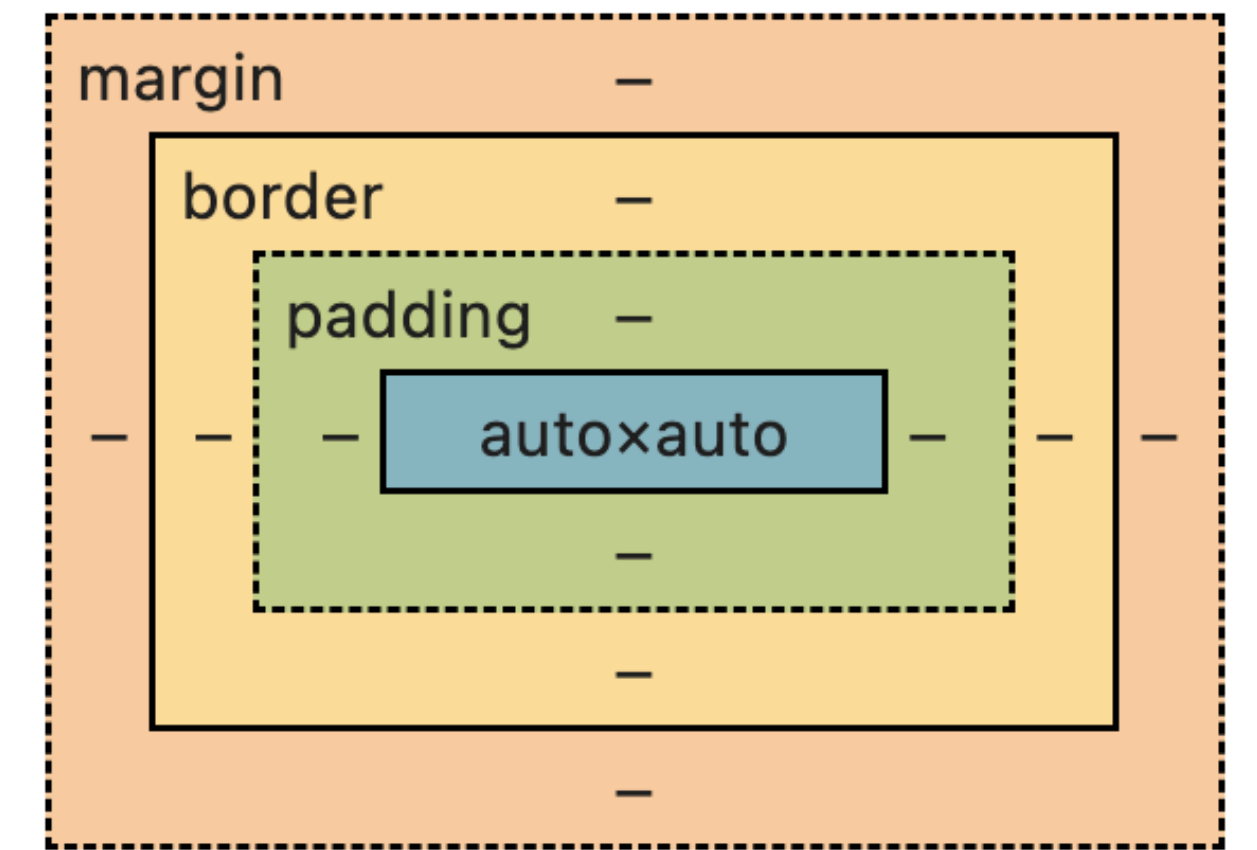 margin –
border –
padding –
– – – auto×auto – – –
–
–
–